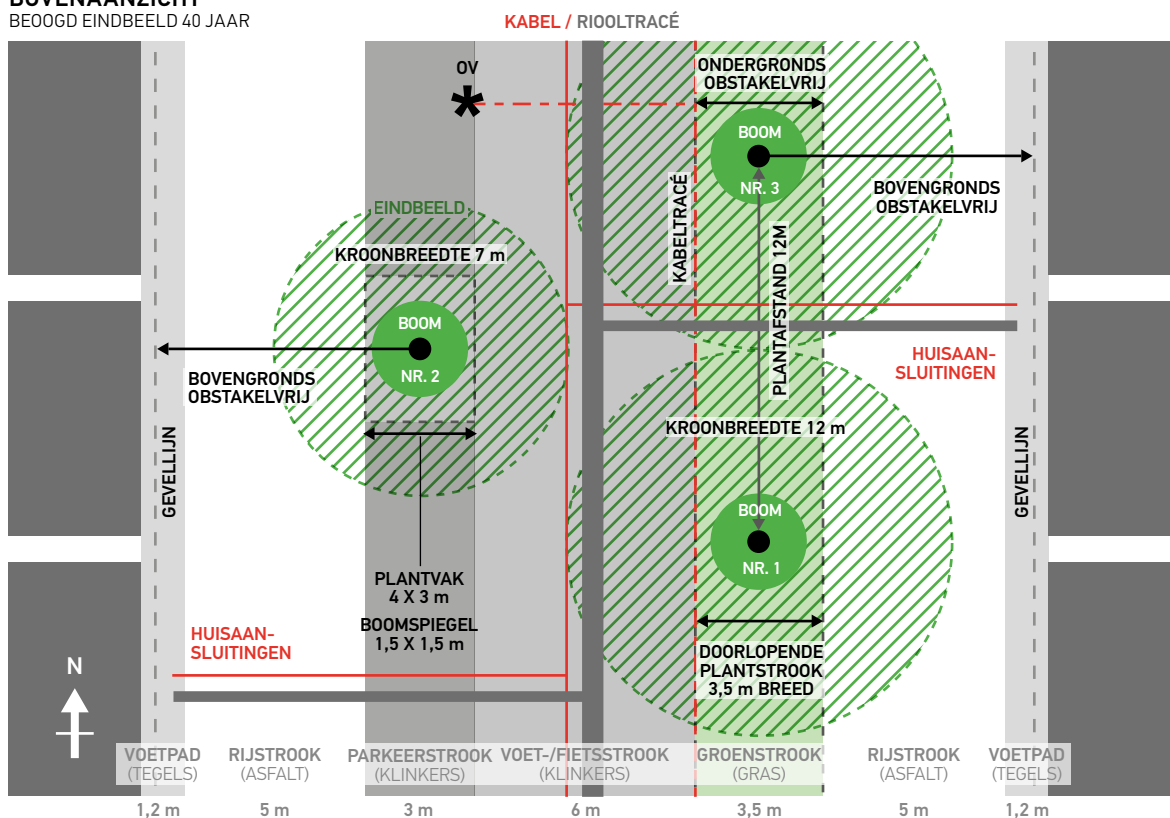 BOVENAANZICHT
BEOOGD EINDBEELD 40 JAAR
KABEL / RIOOLTRACÉ
OV
ONDERGRONDS
OBSTAKELVRIJ
BOOM
NR. 3
BOVENGRONDS
OBSTAKELVRIJ
KABELTRACÉ
PLANTAFSTAND 12M
EINDBEELD
KROONBREEDTE 7 m
BOOM
NR. 2
BOVENGRONDS
OBSTAKELVRIJ
HUISAAN-
SLUITINGEN
GEVELLIJN
KROONBREEDTE 12 m
GEVELLIJN
BOOM
NR. 1
PLANTVAK
4 X 3 m
BOOMSPIEGEL
1,5 X 1,5 m
HUISAAN-
SLUITINGEN
DOORLOPENDE
PLANTSTROOK
3,5 m BREED
N
VOETPAD RIJSTROOK PARKEERSTROOK VOET-/FIETSSTROOK GROENSTROOK RIJSTROOK VOETPAD
(TEGELS) (ASFALT) (KLINKERS) (KLINKERS) (GRAS) (ASFALT) (TEGELS)
1,2 m 5 m 3 m 6 m 3,5 m 5 m 1,2 m